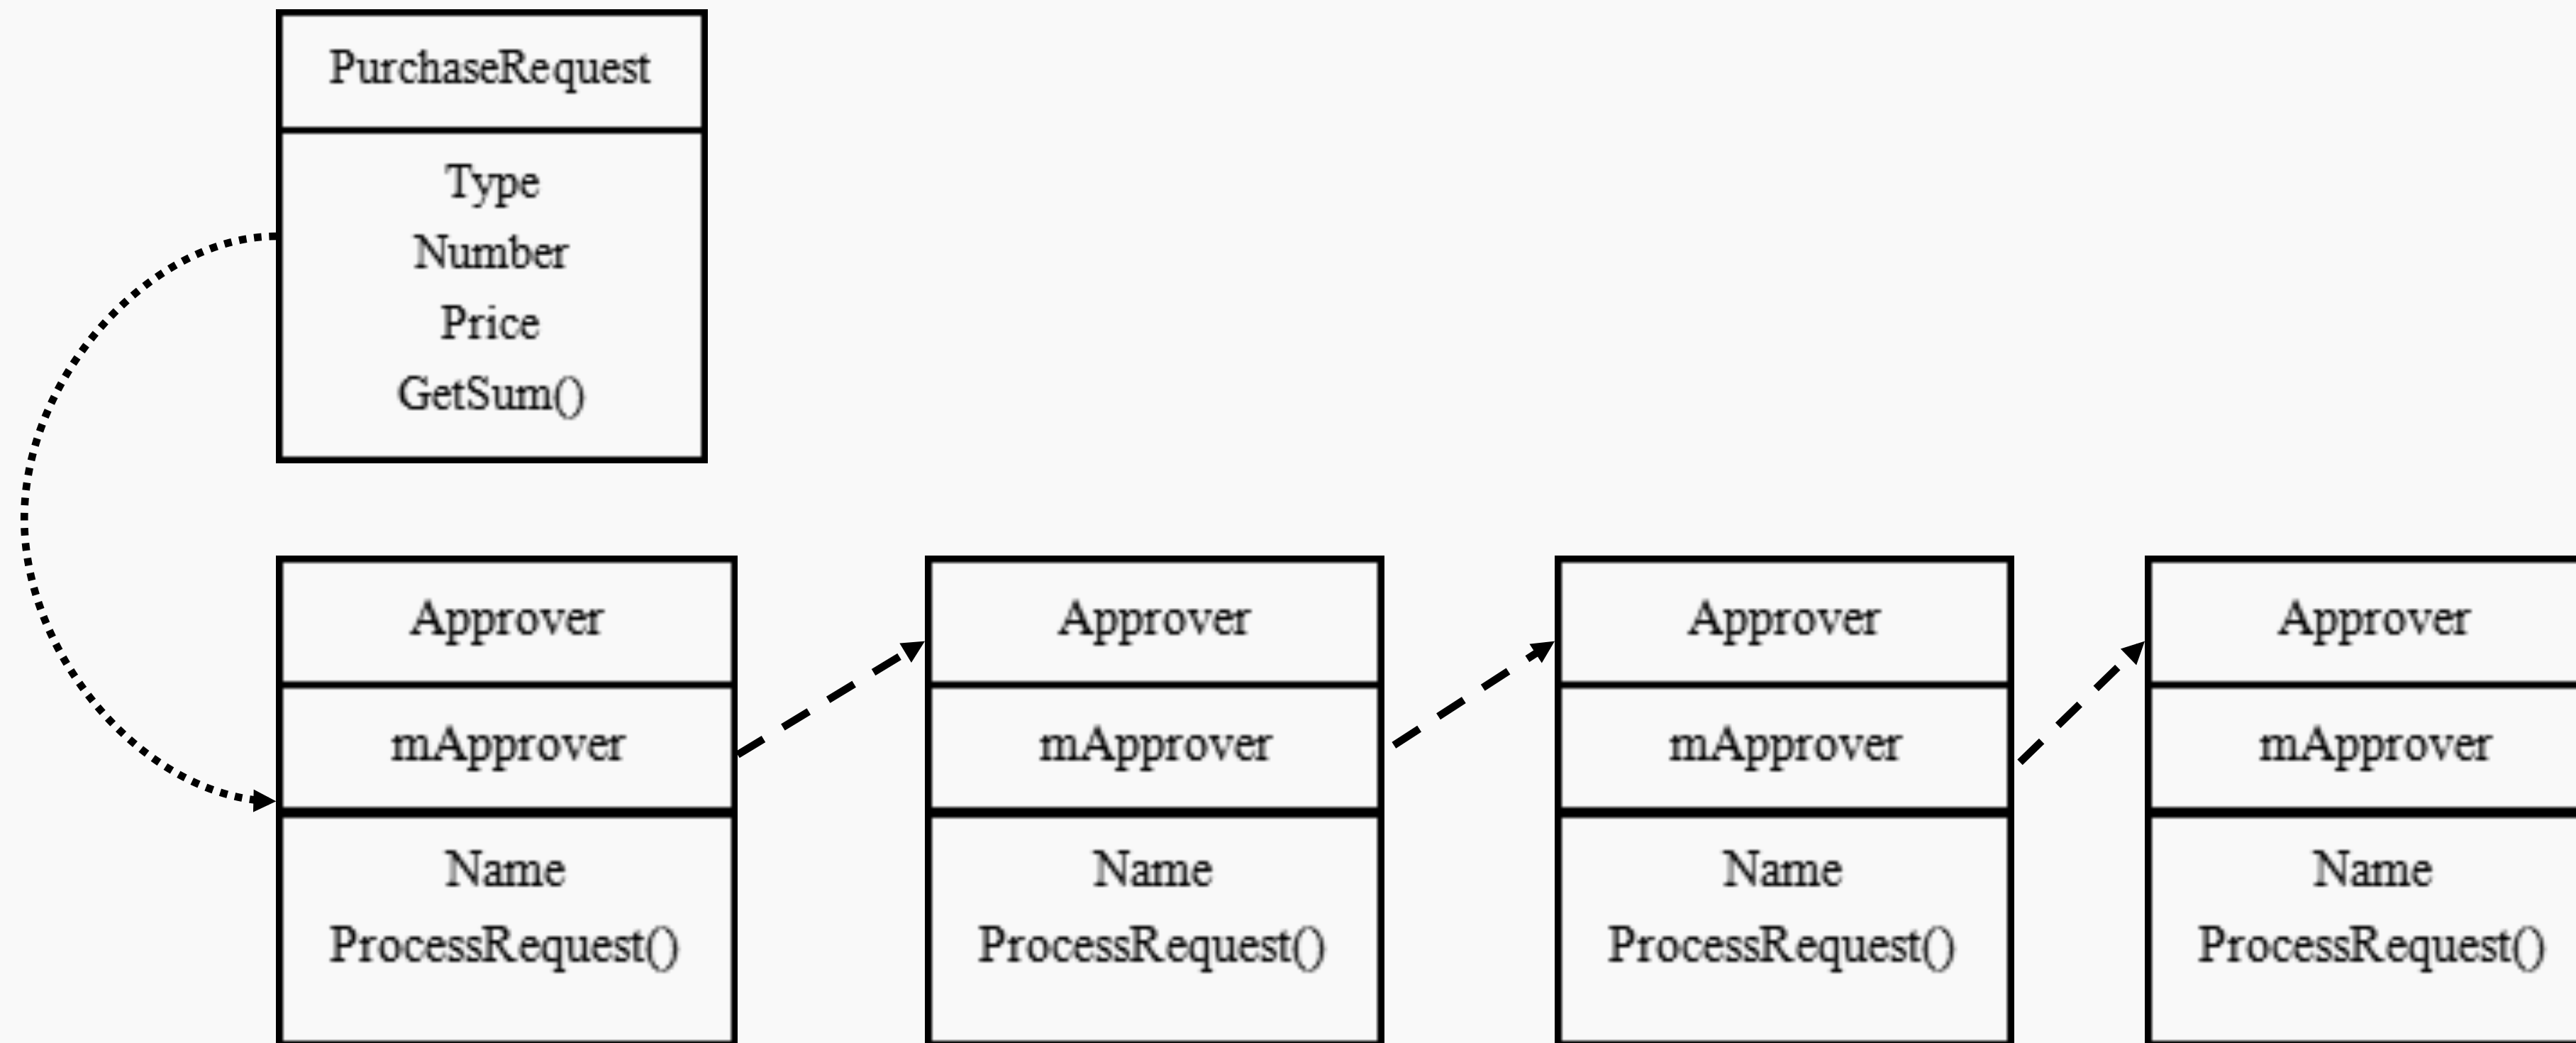 PurchaseRequest
Type
Number
Price
GetSum()
Approver
mApprover
Name
ProcessRequest()
Approver
mApprover
Name
ProcessRequest()
Approver
mApprover
Name
ProcessRequest()
Approver
mApprover
Name
ProcessRequest()